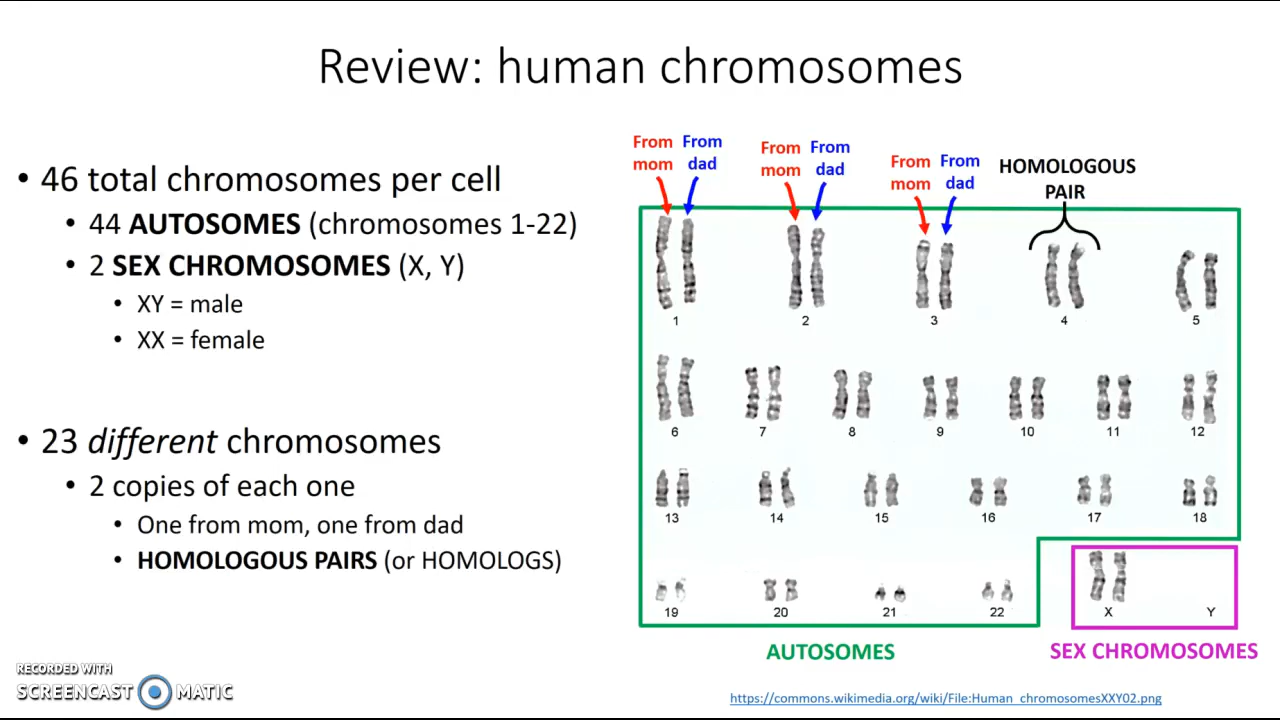 Review: human chromosomes
• 46 total chromosomes per cell
• 44 AUTOSOMES (chromosomes 1-22)
• 2 SEX CHROMOSOMES (X, Y)
• XY = male
• XX = female
• 23 different chromosomes
• 2 copies of each one
• One from mom, one from dad
• HOMOLOGOUS PAIRS (or HOMOLOGS)
From mom
From dad
From mom
From dad
From mom
From dad
HOMOLOGOUS
PAIR
1 2 3 4 5
6 7 8 9 10 11 12
13 14 15 16 17 18
19 20 21 22 X Y
AUTOSOMES
SEX CHROMOSOMES
https://commons.wikimedia.org/wiki/File:Human_chromosomesXXY02.png
RECORDED WITH
SCREENCAST MATIC